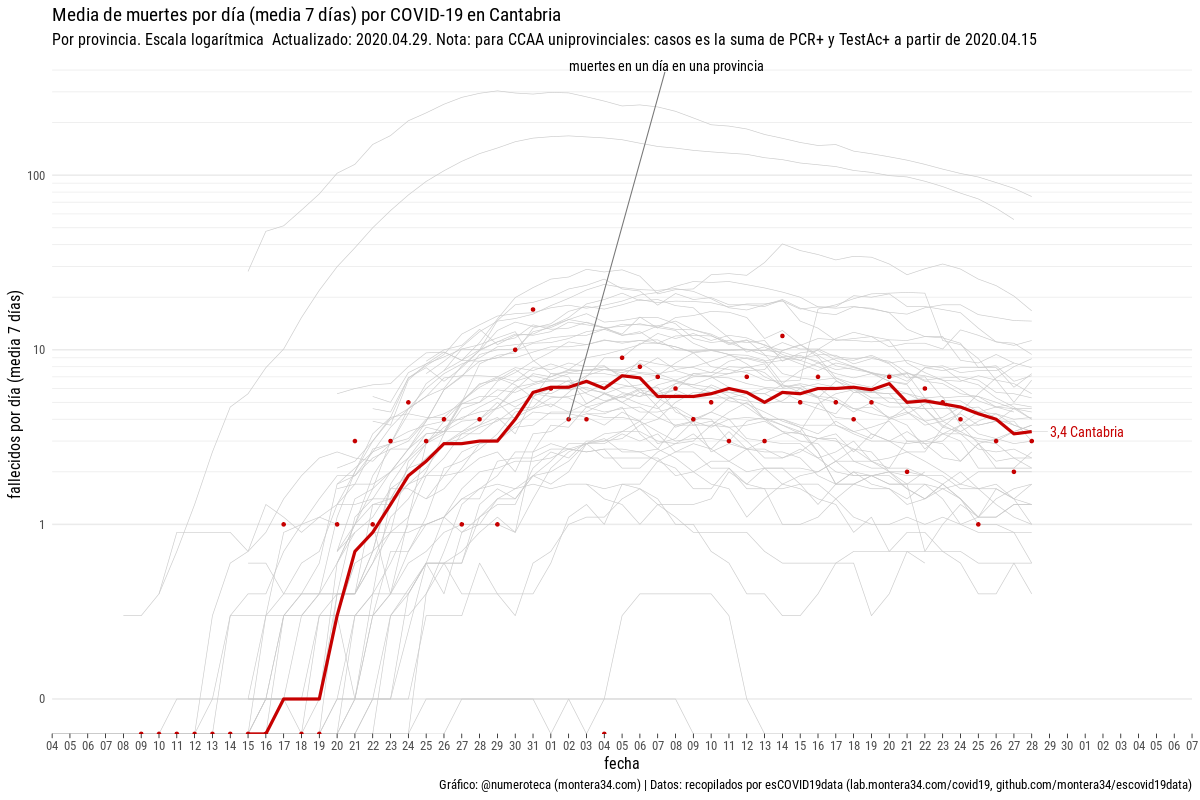 Media de muertes por día (media 7 días) por COVID-19 en Cantabria
Por provincia. Escala logarítmica  Actualizado: 2020.04.29. Nota: para CCAA uniprovinciales: casos es la suma de PCR+ y TestAc+ a partir de 2020.04.15
muertes en un día en una provincia
fallecidos por día (media 7 días)
100
10
1
0
3,4 Cantabria
04 05 06 07 08 09 10 11 12 13 14 15 16 17 18 19 20 21 22 23 24 25 26 27 28 29 30 31 01 02 03 04 05 06 07 08 09 10 11 12 13 14 15 16 17 18 19 20 21 22 23 24 25 26 27 28 29 30 01 02 03 04 05 06 07
fecha
Gráfico: @numeroteca (montera34.com) | Datos: recopilados por esCOVID19data (lab.montera34.com/covid19, github.com/montera34/escovid19data)